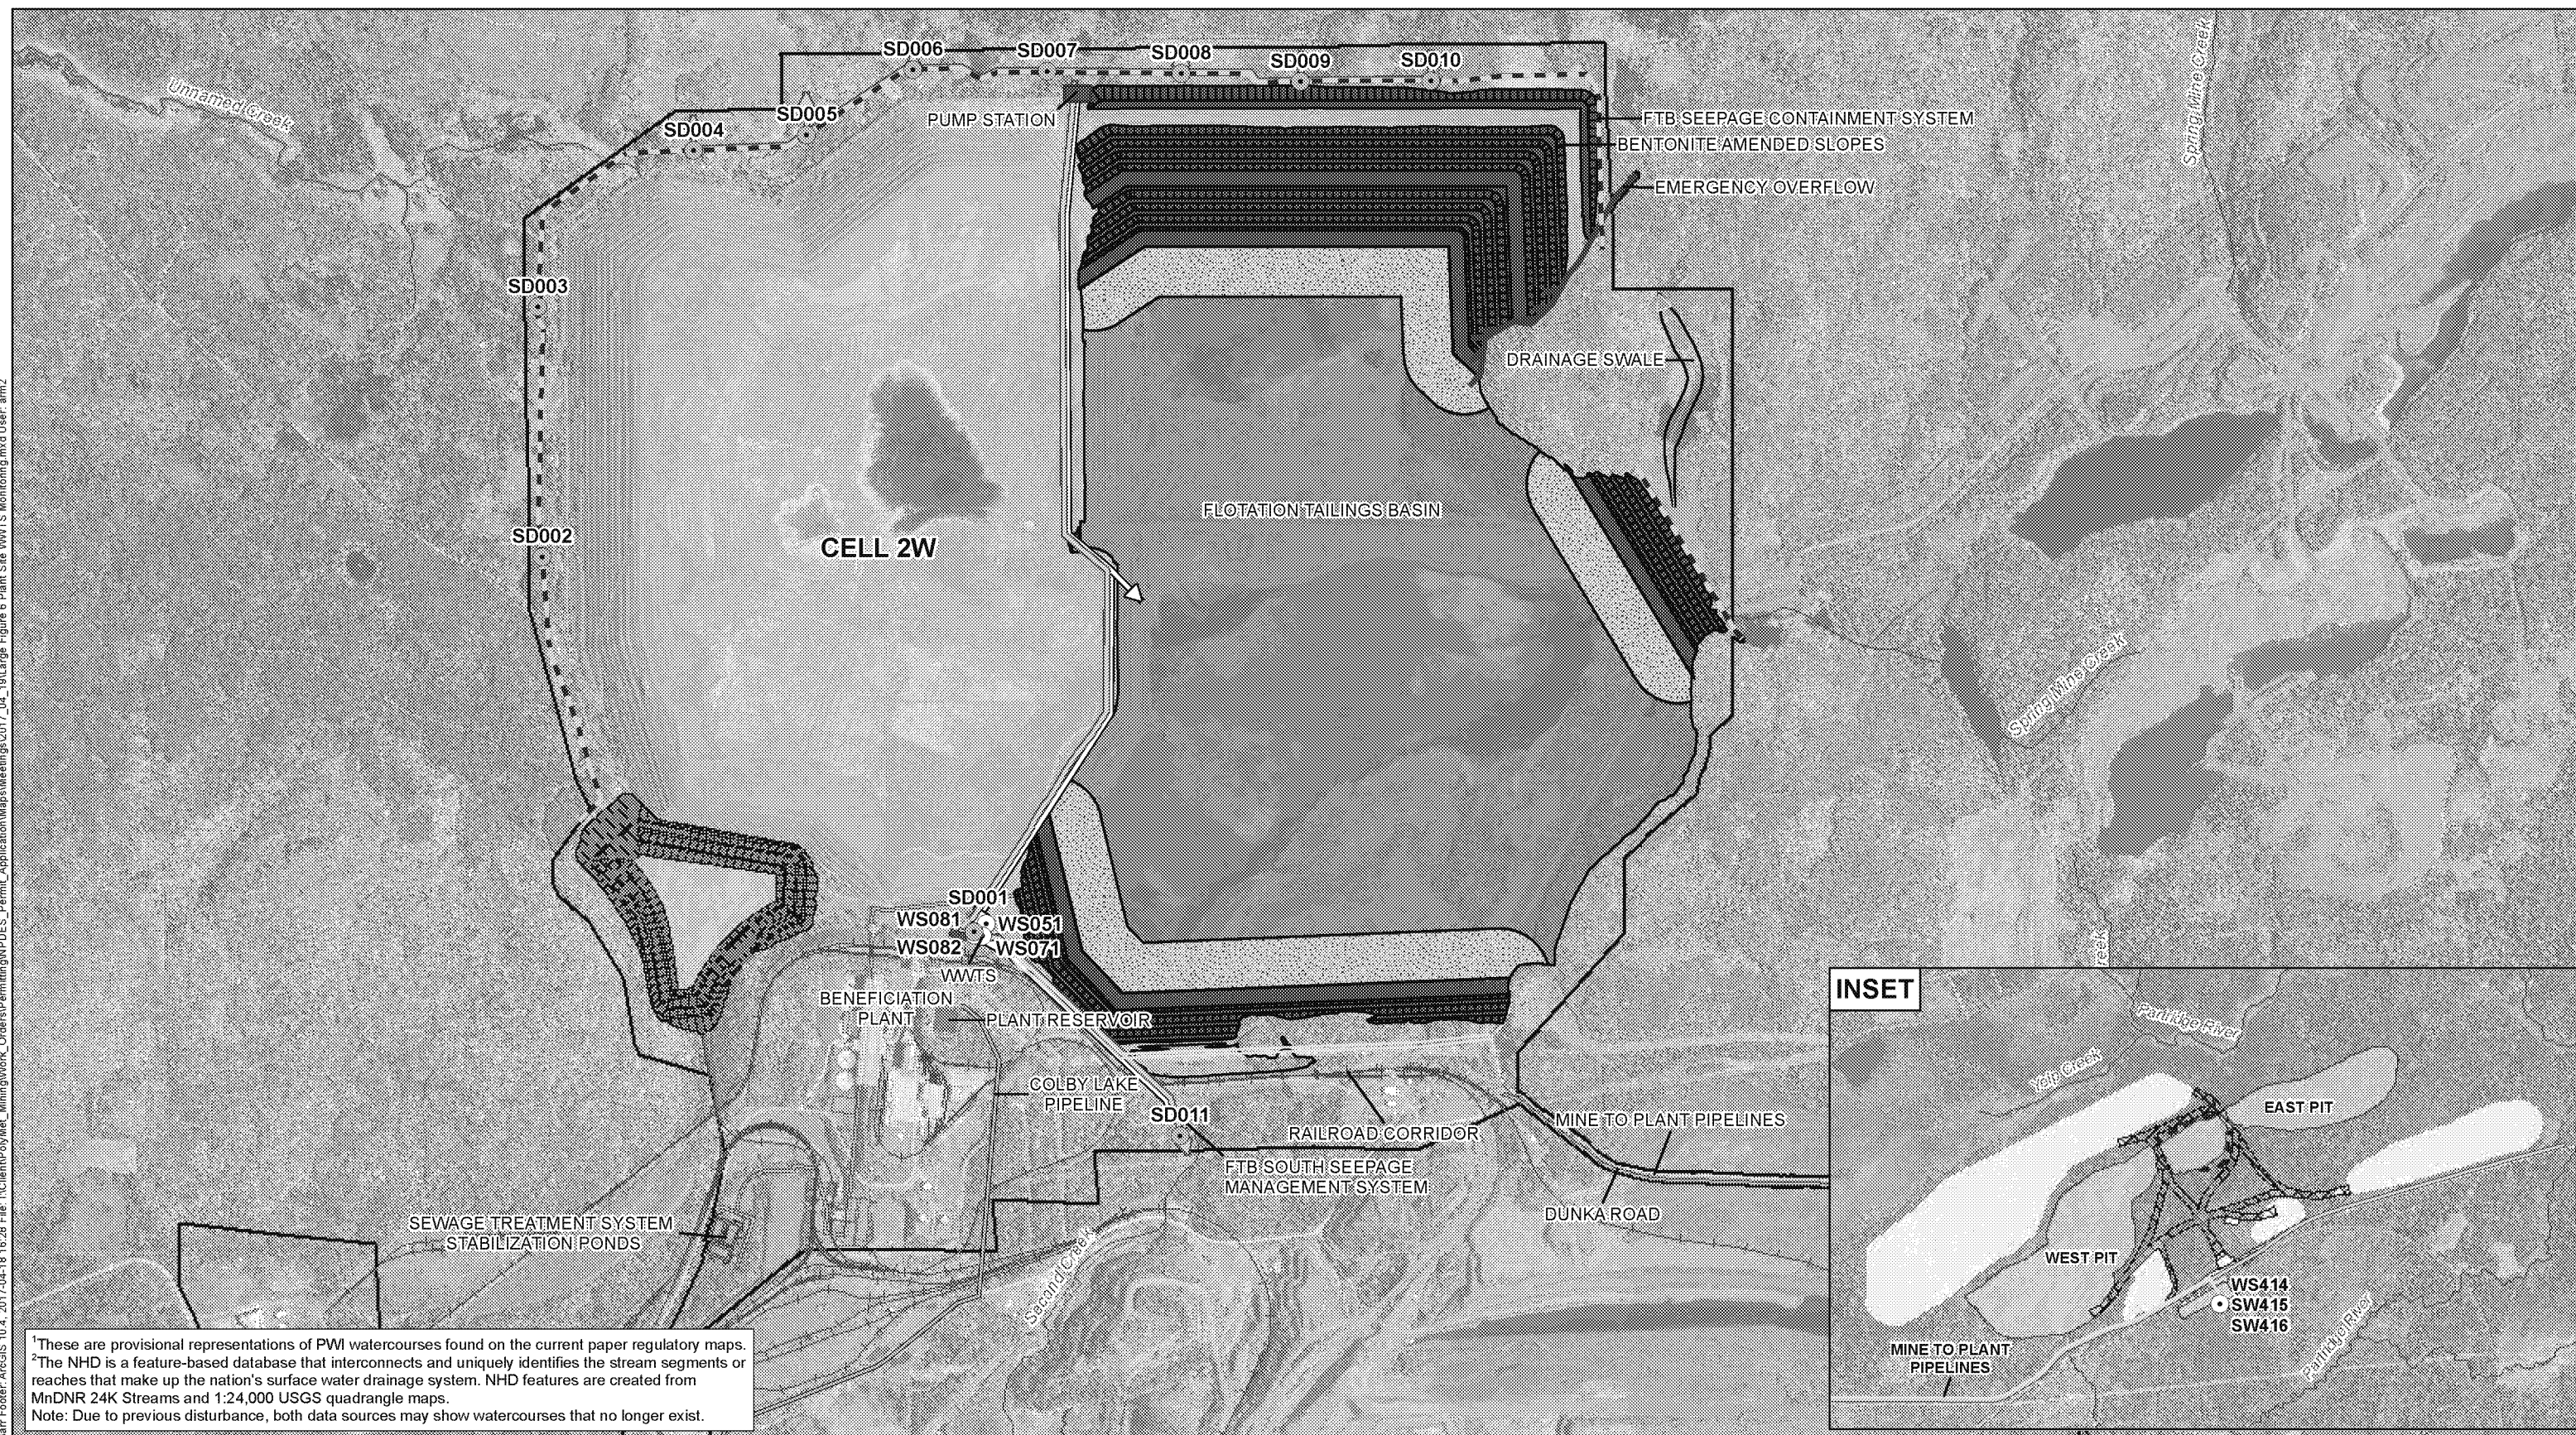 SD006
SD007
SD008
SD009
SD010
Unnamed Creek
SD004
SD005
PUMP STATION
FTB SEEPAGE CONTAINMENT SYSTEM
BENTONITE AMENDED SLOPES
EMERGENCY OVERFLOW
Spring Mine Creek
SD003
DRAINAGE SWALE
FLOTATION TAILINGS BASIN
SD002
CELL 2W
Spring Mine Creek
SD001
WS081
WS051
WS082
WS071
WWTS
BENEFICIATION
PLANT
PLANT RESERVOIR
COLBY LAKE
PIPELINE
SD011
RAILROAD CORRIDOR
MINE TO PLANT PIPELINES
FTB SOUTH SEEPAGE
MANAGEMENT SYSTEM
DUNKA ROAD
SEWAGE TREATMENT SYSTEM
STABILIZATION PONDS
Second Creek
reek
INSET
Partridge River
Yelp Creek
EAST PIT
WEST PIT
WS414
SW415
SW416
Partridge River
MINE TO PLANT
PIPELINES
1These are provisional representations of PWI watercourses found on the current paper regulatory maps.
2The NHD is a feature-based database that interconnects and uniquely identifies the stream segments or
reaches that make up the nation's surface water drainage system. NHD features are created from
MnDNR 24K Streams and 1:24,000 USGS quadrangle maps.
Note: Due to previous disturbance, both data sources may show watercourses that no longer exist.